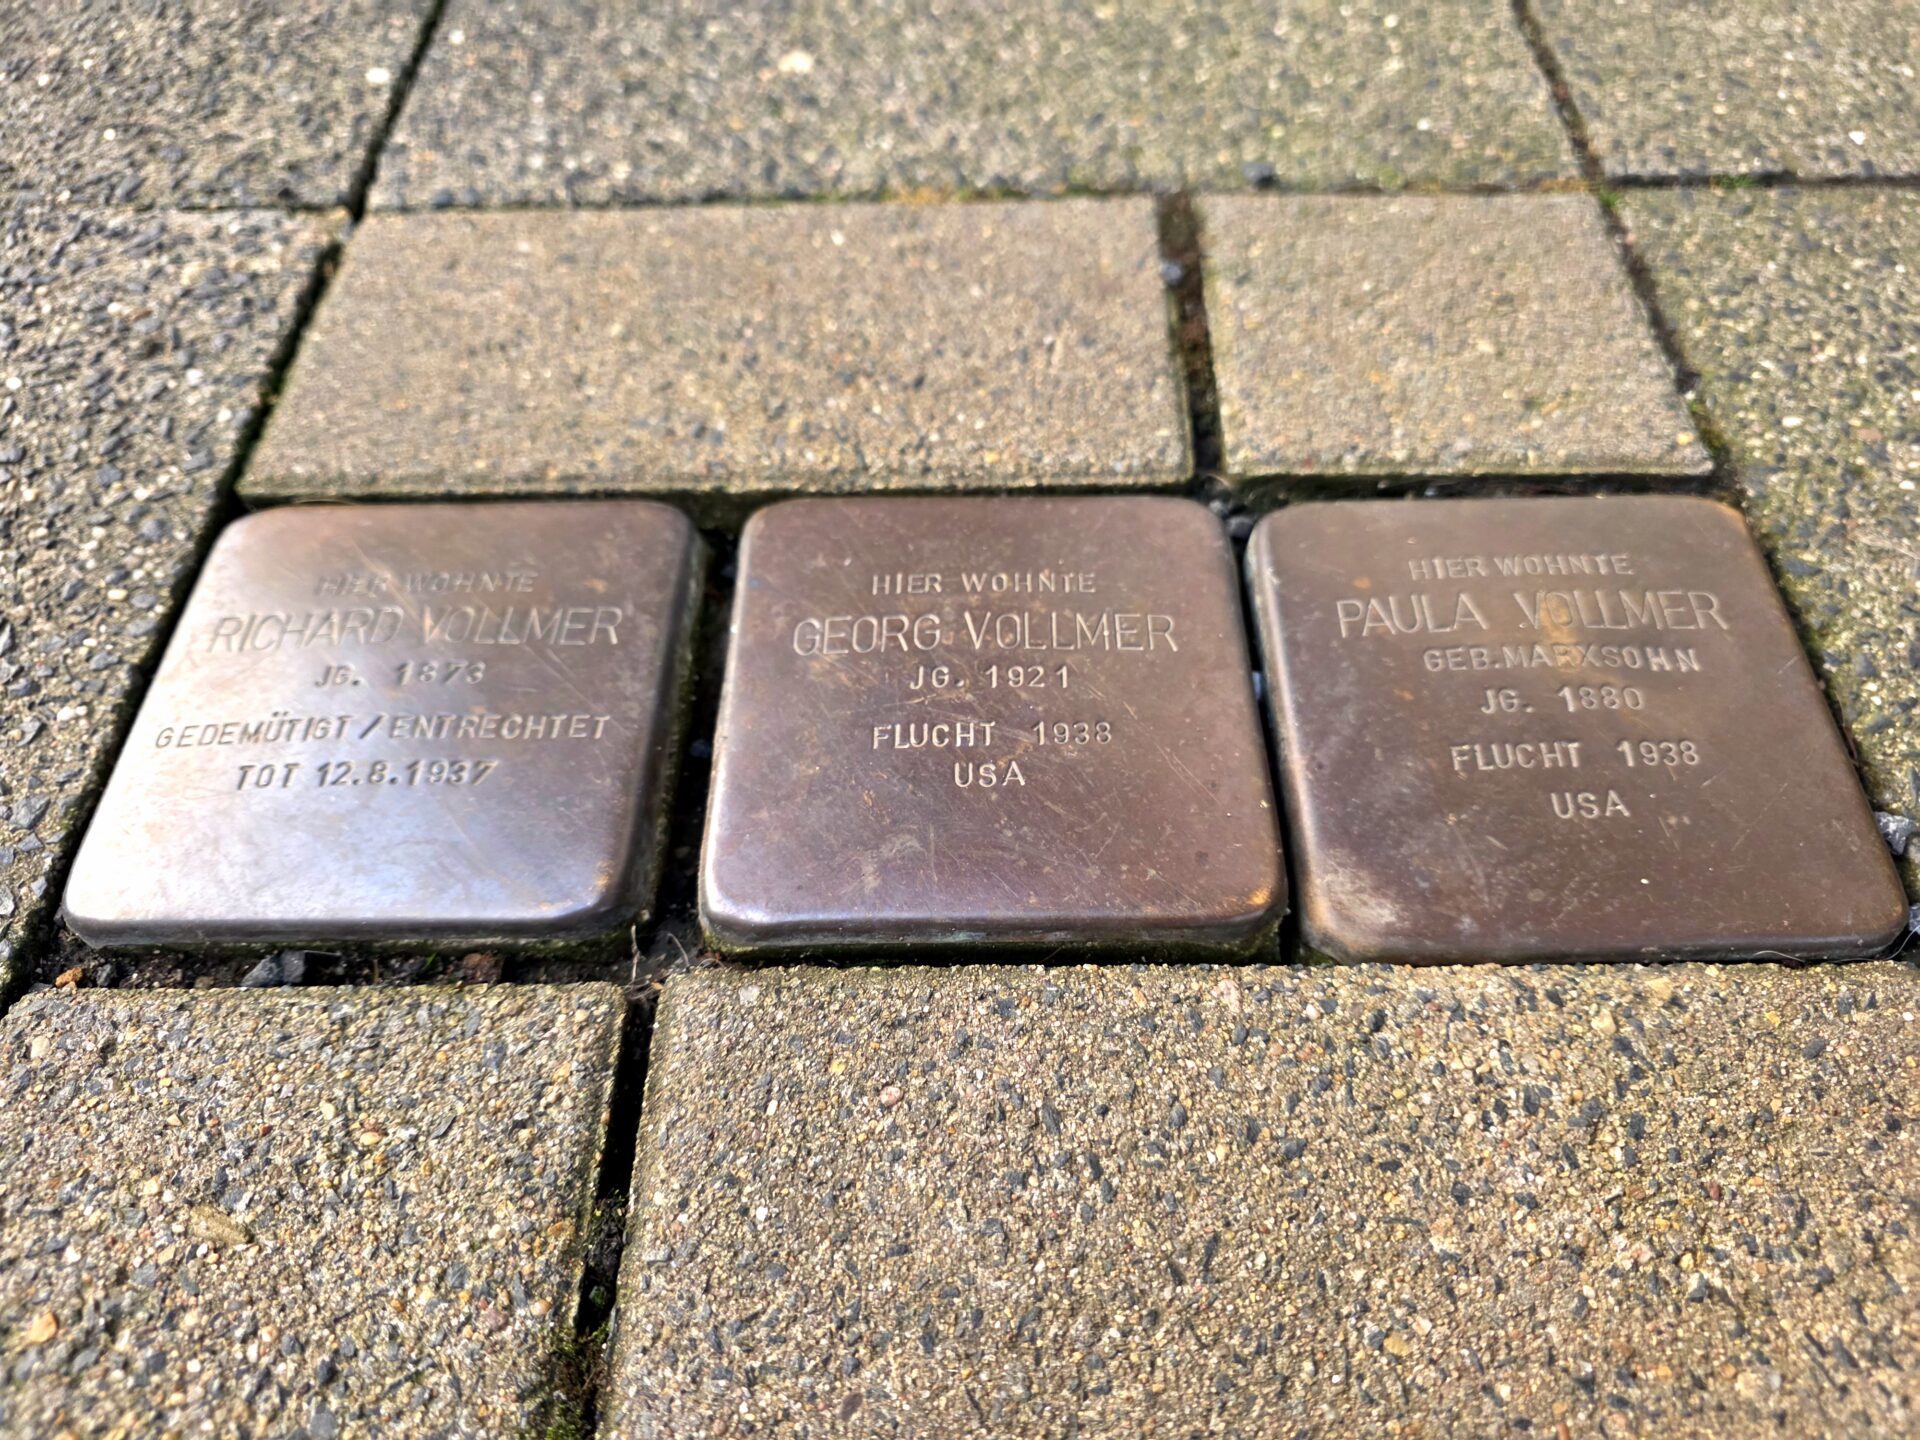 HIER WOHNTE
RICHARD VOLLMER
JG. 1873
GEDEMÜTIGT / ENTRECHTET
TOT 12.8.1937
HIER WOHNTE
GEORG VOLLMER
JG. 1921
FLUCHT 1938
USA
HIER WOHNTE
PAULA VOLLMER
GEB. MARXSOHN
JG. 1880
FLUCHT 1938
USA